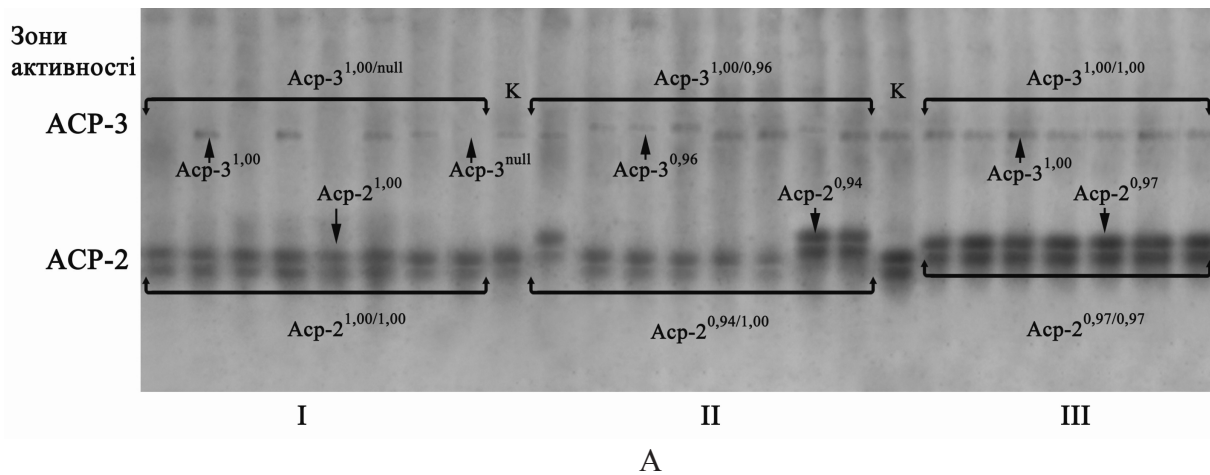 Зони
активності
Acp-3^1,00/null
K
Acp-3^1,00/0,96
K
Acp-3^1,00/1,00
ACP-3
Acp-3^1,00
Acp-3^null
Acp-3^0,96
Acp-3^1,00
Acp-2^1,00
Acp-2^0,94
Acp-2^0,97
ACP-2
Acp-2^1,00/1,00
Acp-2^0,94/1,00
Acp-2^0,97/0,97
I
II
III
A